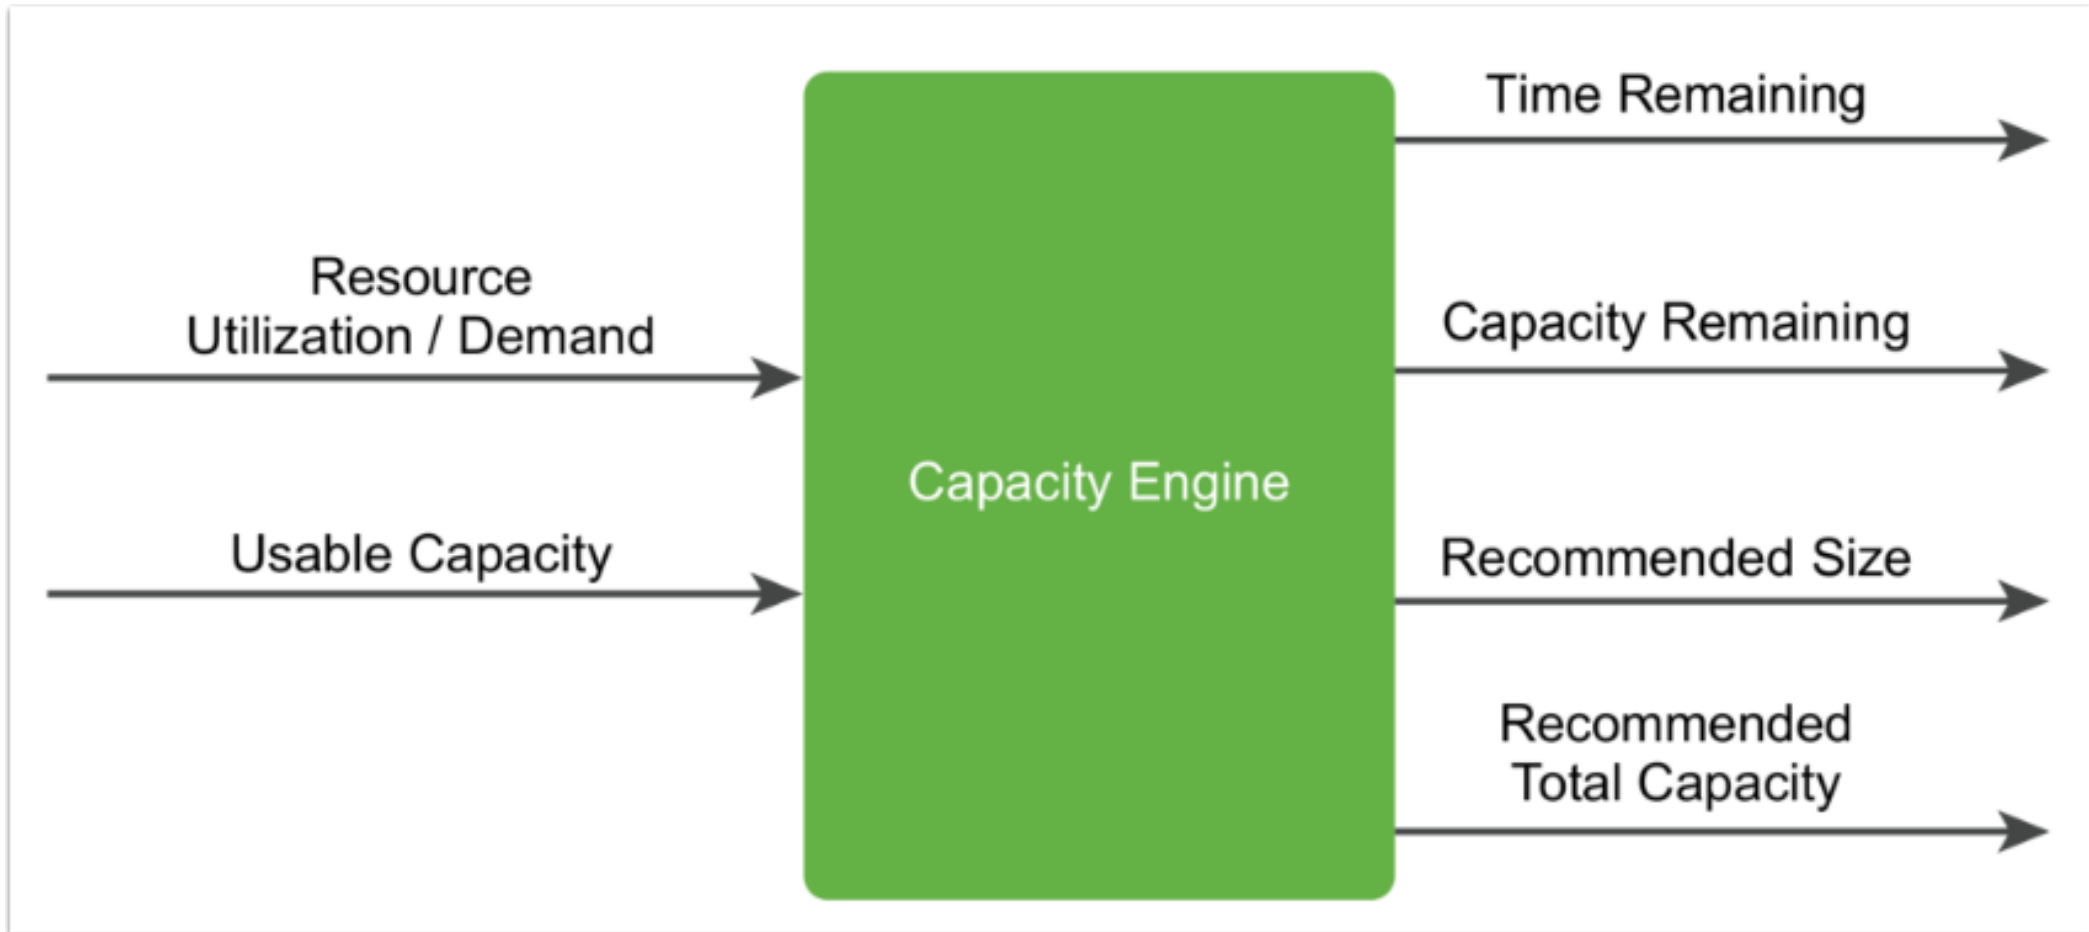 Resource
Utilization / Demand
Usable Capacity
Capacity Engine
Time Remaining
Capacity Remaining
Recommended Size
Recommended
Total Capacity